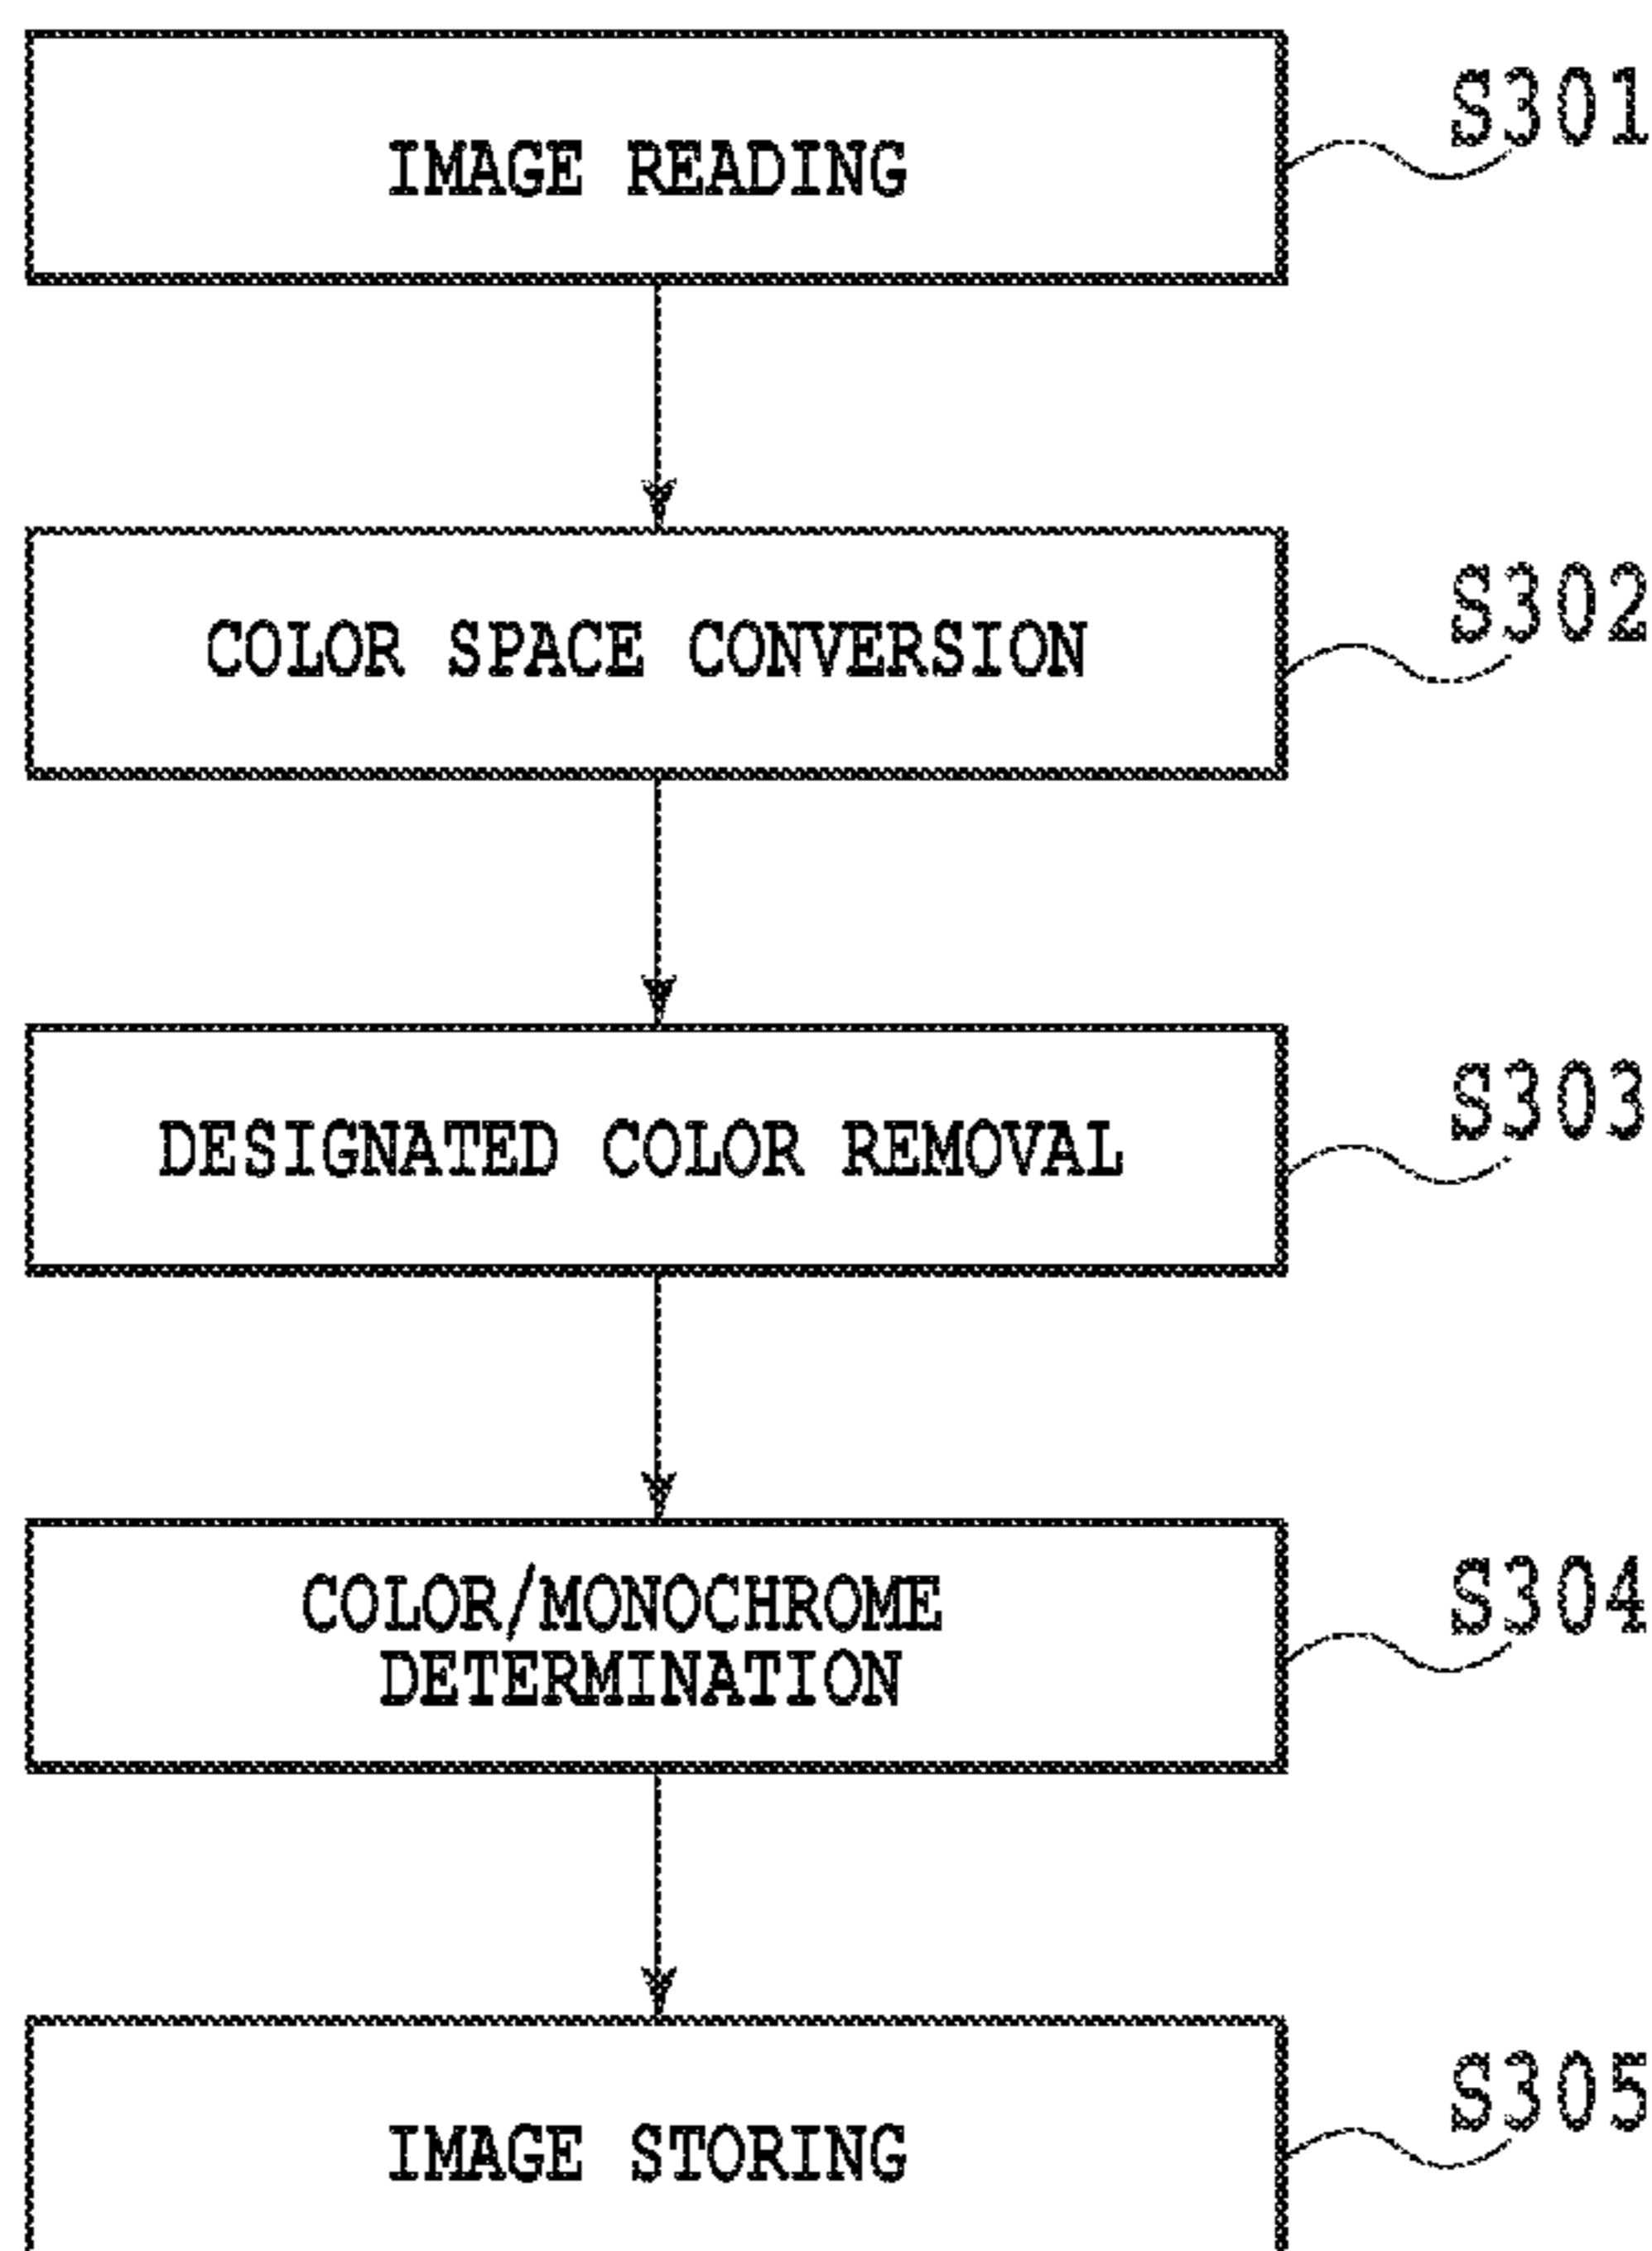 IMAGE READING
S301
COLOR SPACE CONVERSION
S302
DESIGNATED COLOR REMOVAL
S303
COLOR/MONOCHROME
DETERMINATION
S304
IMAGE STORING
S305